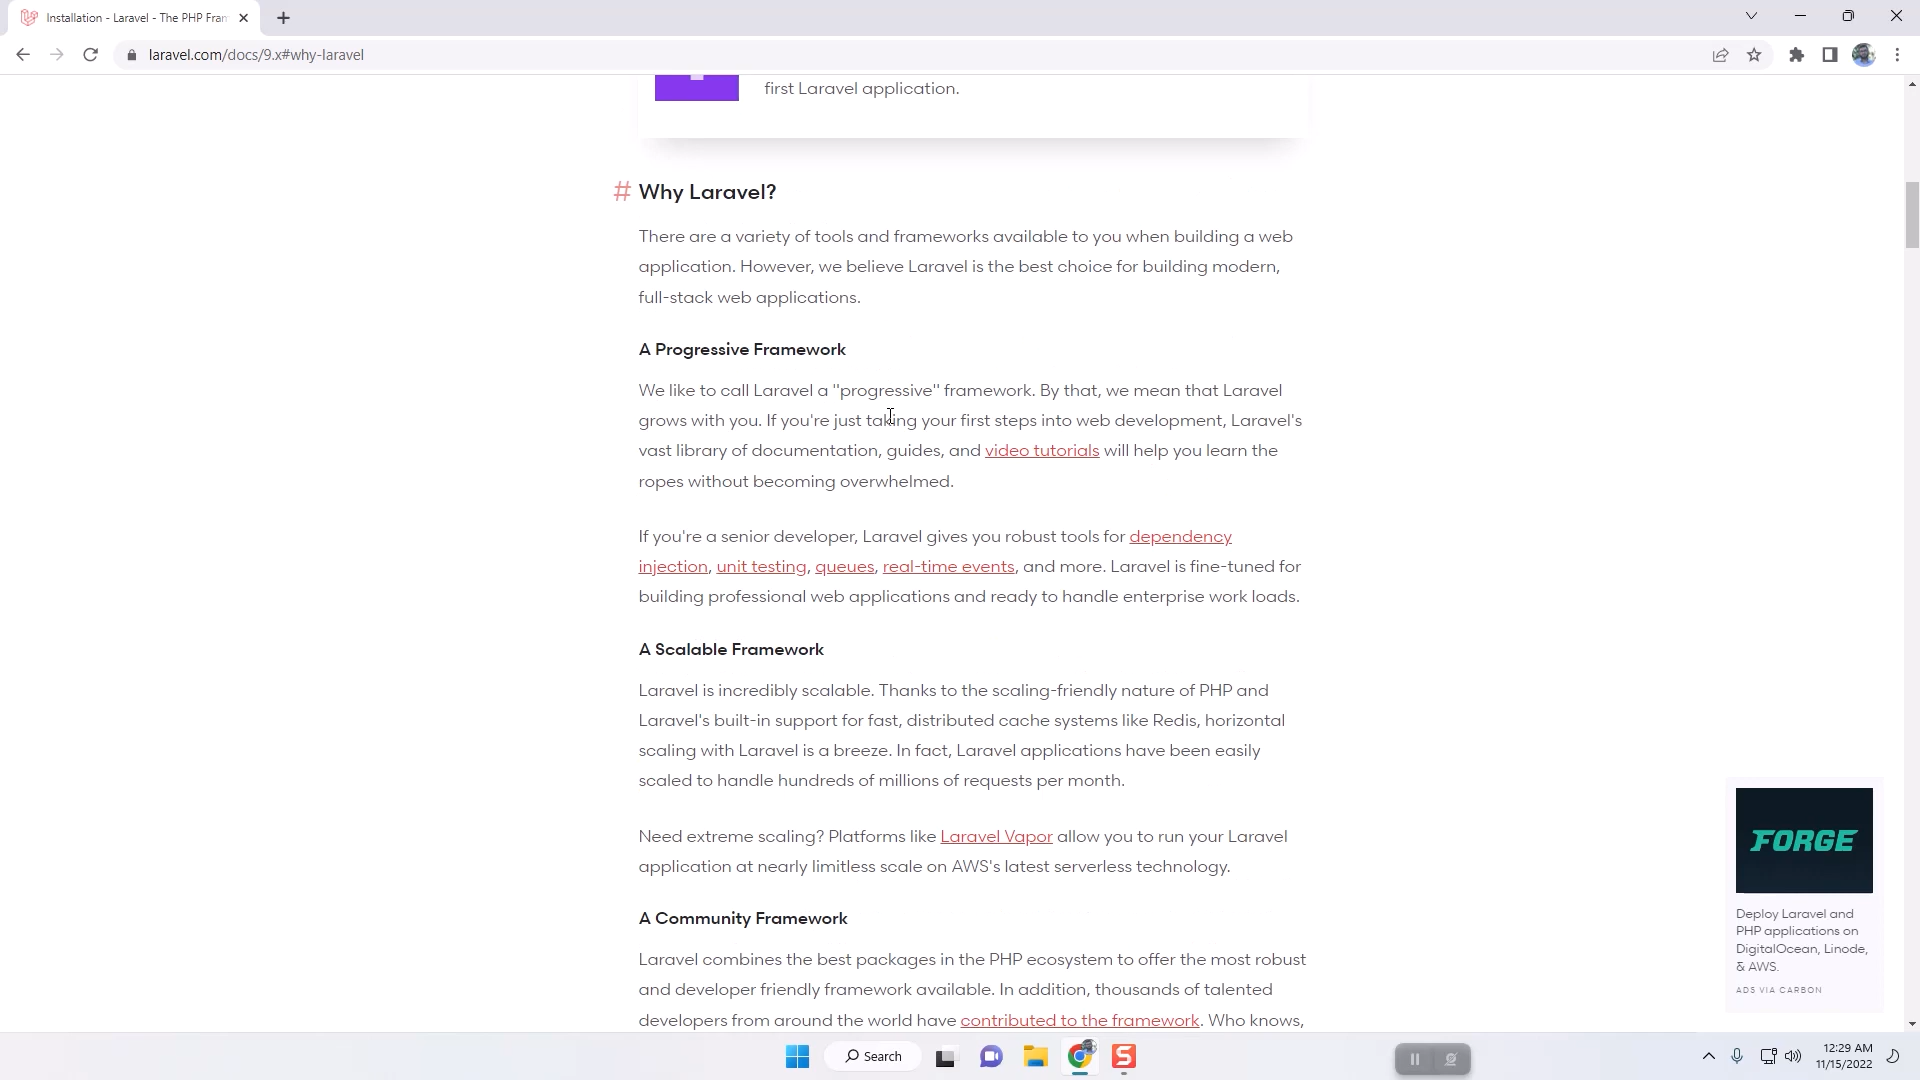 Installation - Laravel - The PHP Fran
laravel.com/docs/9.x#why-laravel
first Laravel application.
# Why Laravel?
There are a variety of tools and frameworks available to you when building a web
application. However, we believe Laravel is the best choice for building modern,
full-stack web applications.
A Progressive Framework
We like to call Laravel a "progressive" framework. By that, we mean that Laravel
grows with you. If you're just taking your first steps into web development, Laravel's
vast library of documentation, guides, and video tutorials will help you learn the
ropes without becoming overwhelmed.
If you're a senior developer, Laravel gives you robust tools for dependency
injection, unit testing, queues, real-time events, and more. Laravel is fine-tuned for
building professional web applications and ready to handle enterprise work loads.
A Scalable Framework
Laravel is incredibly scalable. Thanks to the scaling-friendly nature of PHP and
Laravel's built-in support for fast, distributed cache systems like Redis, horizontal
scaling with Laravel is a breeze. In fact, Laravel applications have been easily
scaled to handle hundreds of millions of requests per month.
Need extreme scaling? Platforms like Laravel Vapor allow you to run your Laravel
application at nearly limitless scale on AWS's latest serverless technology.
A Community Framework
Laravel combines the best packages in the PHP ecosystem to offer the most robust
and developer friendly framework available. In addition, thousands of talented
developers from around the world have contributed to the framework. Who knows,
FORGE
Deploy Laravel and
PHP applications on
DigitalOcean, Linode,
& AWS.
ADS VIA CARBON
Search
12:29 AM
11/15/2022